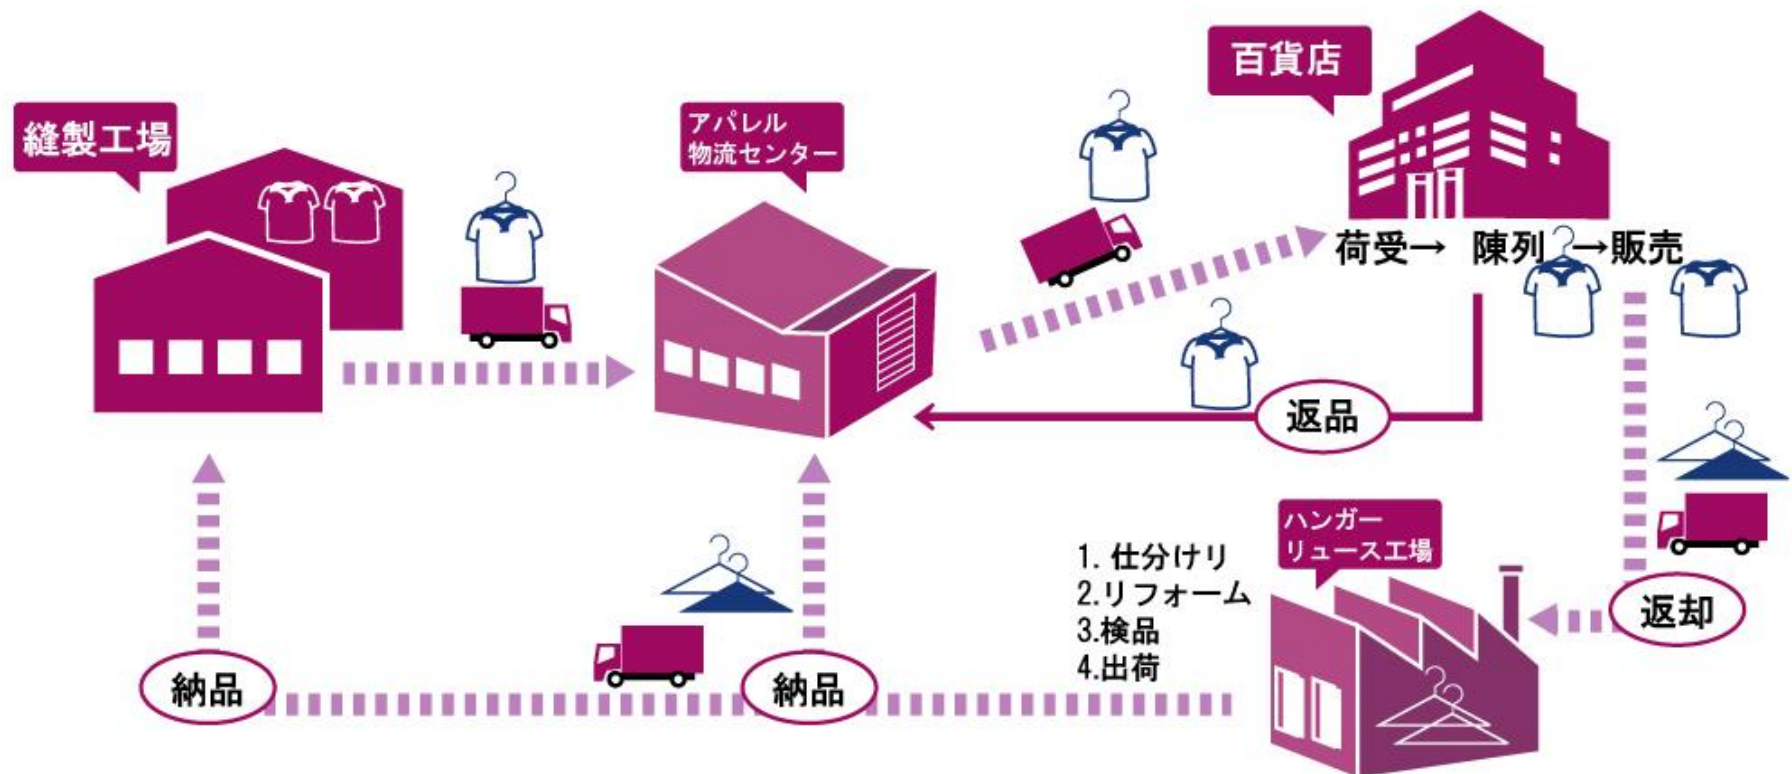 百貨店
縫製工場
アパレル
物流センター
荷受→ 陳列 →販売
返品
ハンガー
リュース工場
1. 仕分けリ
2.リフォーム
3.検品
4.出荷
返却
納品
納品